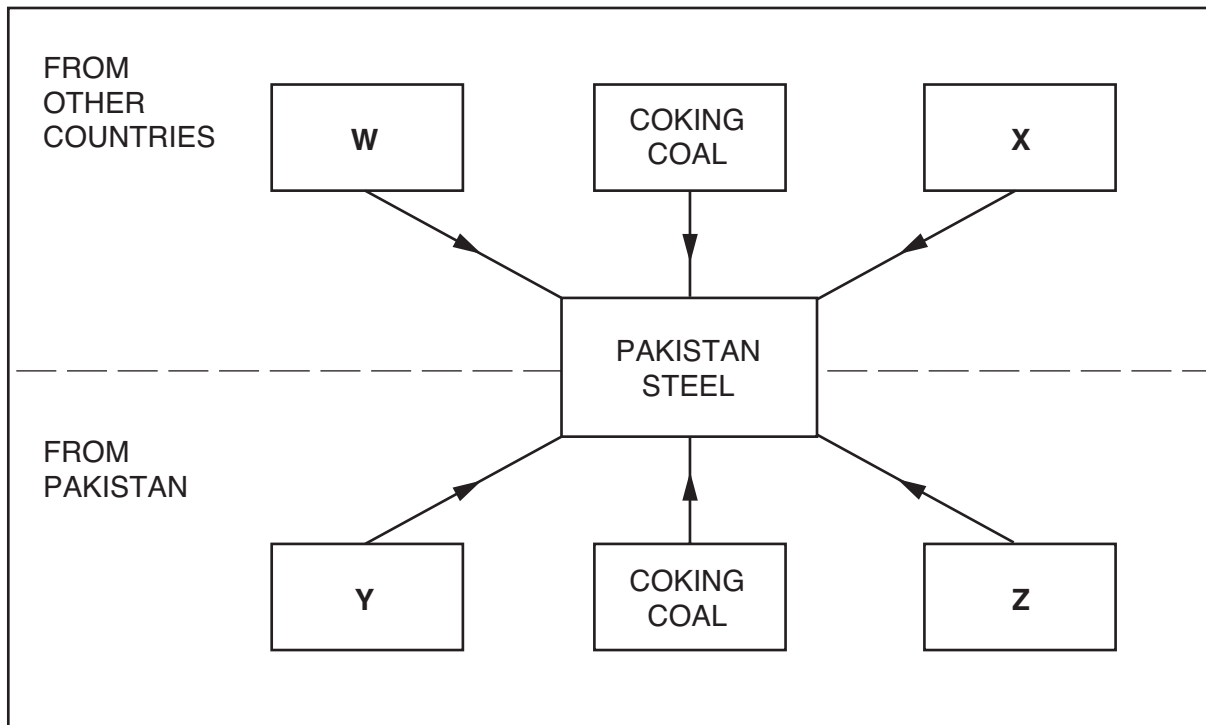 FROM
OTHER
COUNTRIES
W
COKING
COAL
X
PAKISTAN
STEEL
FROM
PAKISTAN
Y
COKING
COAL
Z